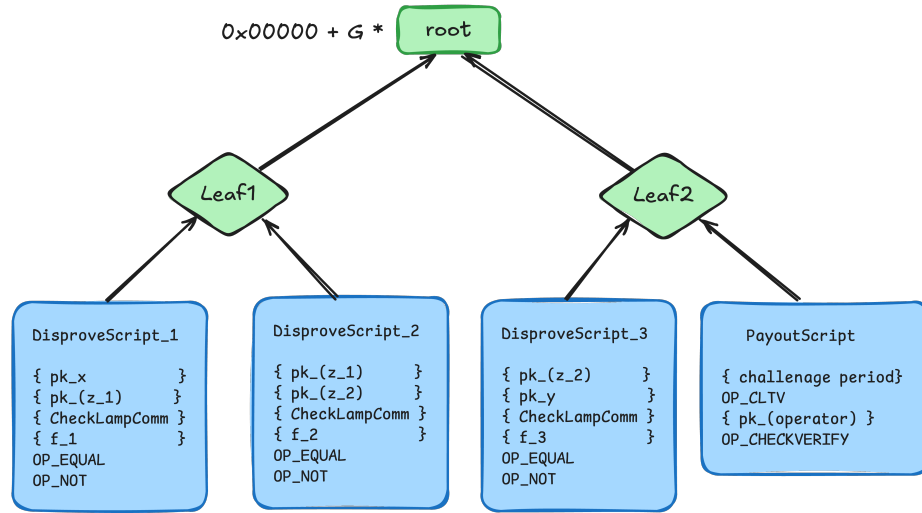 0x00000 + G *
root
Leaf1
Leaf2
DisproveScript_1
{ pk_x }
{ pk_(z_1) }
{ CheckLampComm }
{ f_1 }
OP_EQUAL
OP_NOT
DisproveScript_2
{ pk_(z_1) }
{ pk_(z_2) }
{ CheckLampComm }
{ f_2 }
OP_EQUAL
OP_NOT
DisproveScript_3
{ pk_(z_2) }
{ pk_y }
{ CheckLampComm }
{ f_3 }
OP_EQUAL
OP_NOT
PayoutScript
{ challenage period}
OP_CLTV
{ pk_(operator) }
OP_CHECKVERIFY